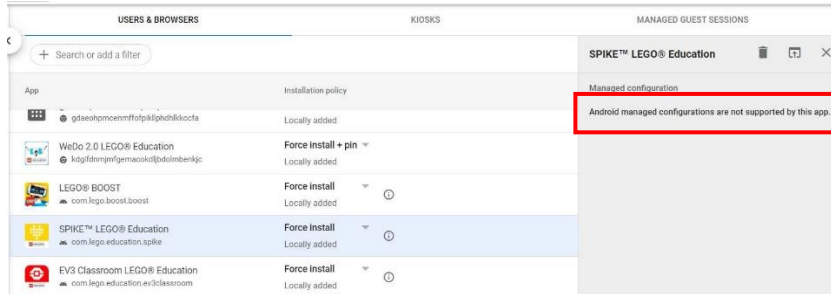 USERS & BROWSERS KIOSKS MANAGED GUEST SESSIONS
+ Search or add a filter
SPIKE™ LEGO® Education
App Installation policy
Managed configuration
Android managed configurations are not supported by this app.
Locally added
WeDo 2.0 LEGO® Education Force install + pin
Locally added
LEGO® BOOST Force install
com.lego.boost.boost Locally added
SPIKE™ LEGO® Education Force install
com.lego.education.spike Locally added
EV3 Classroom LEGO® Education Force install
com.lego.education.ev3classroom Locally added